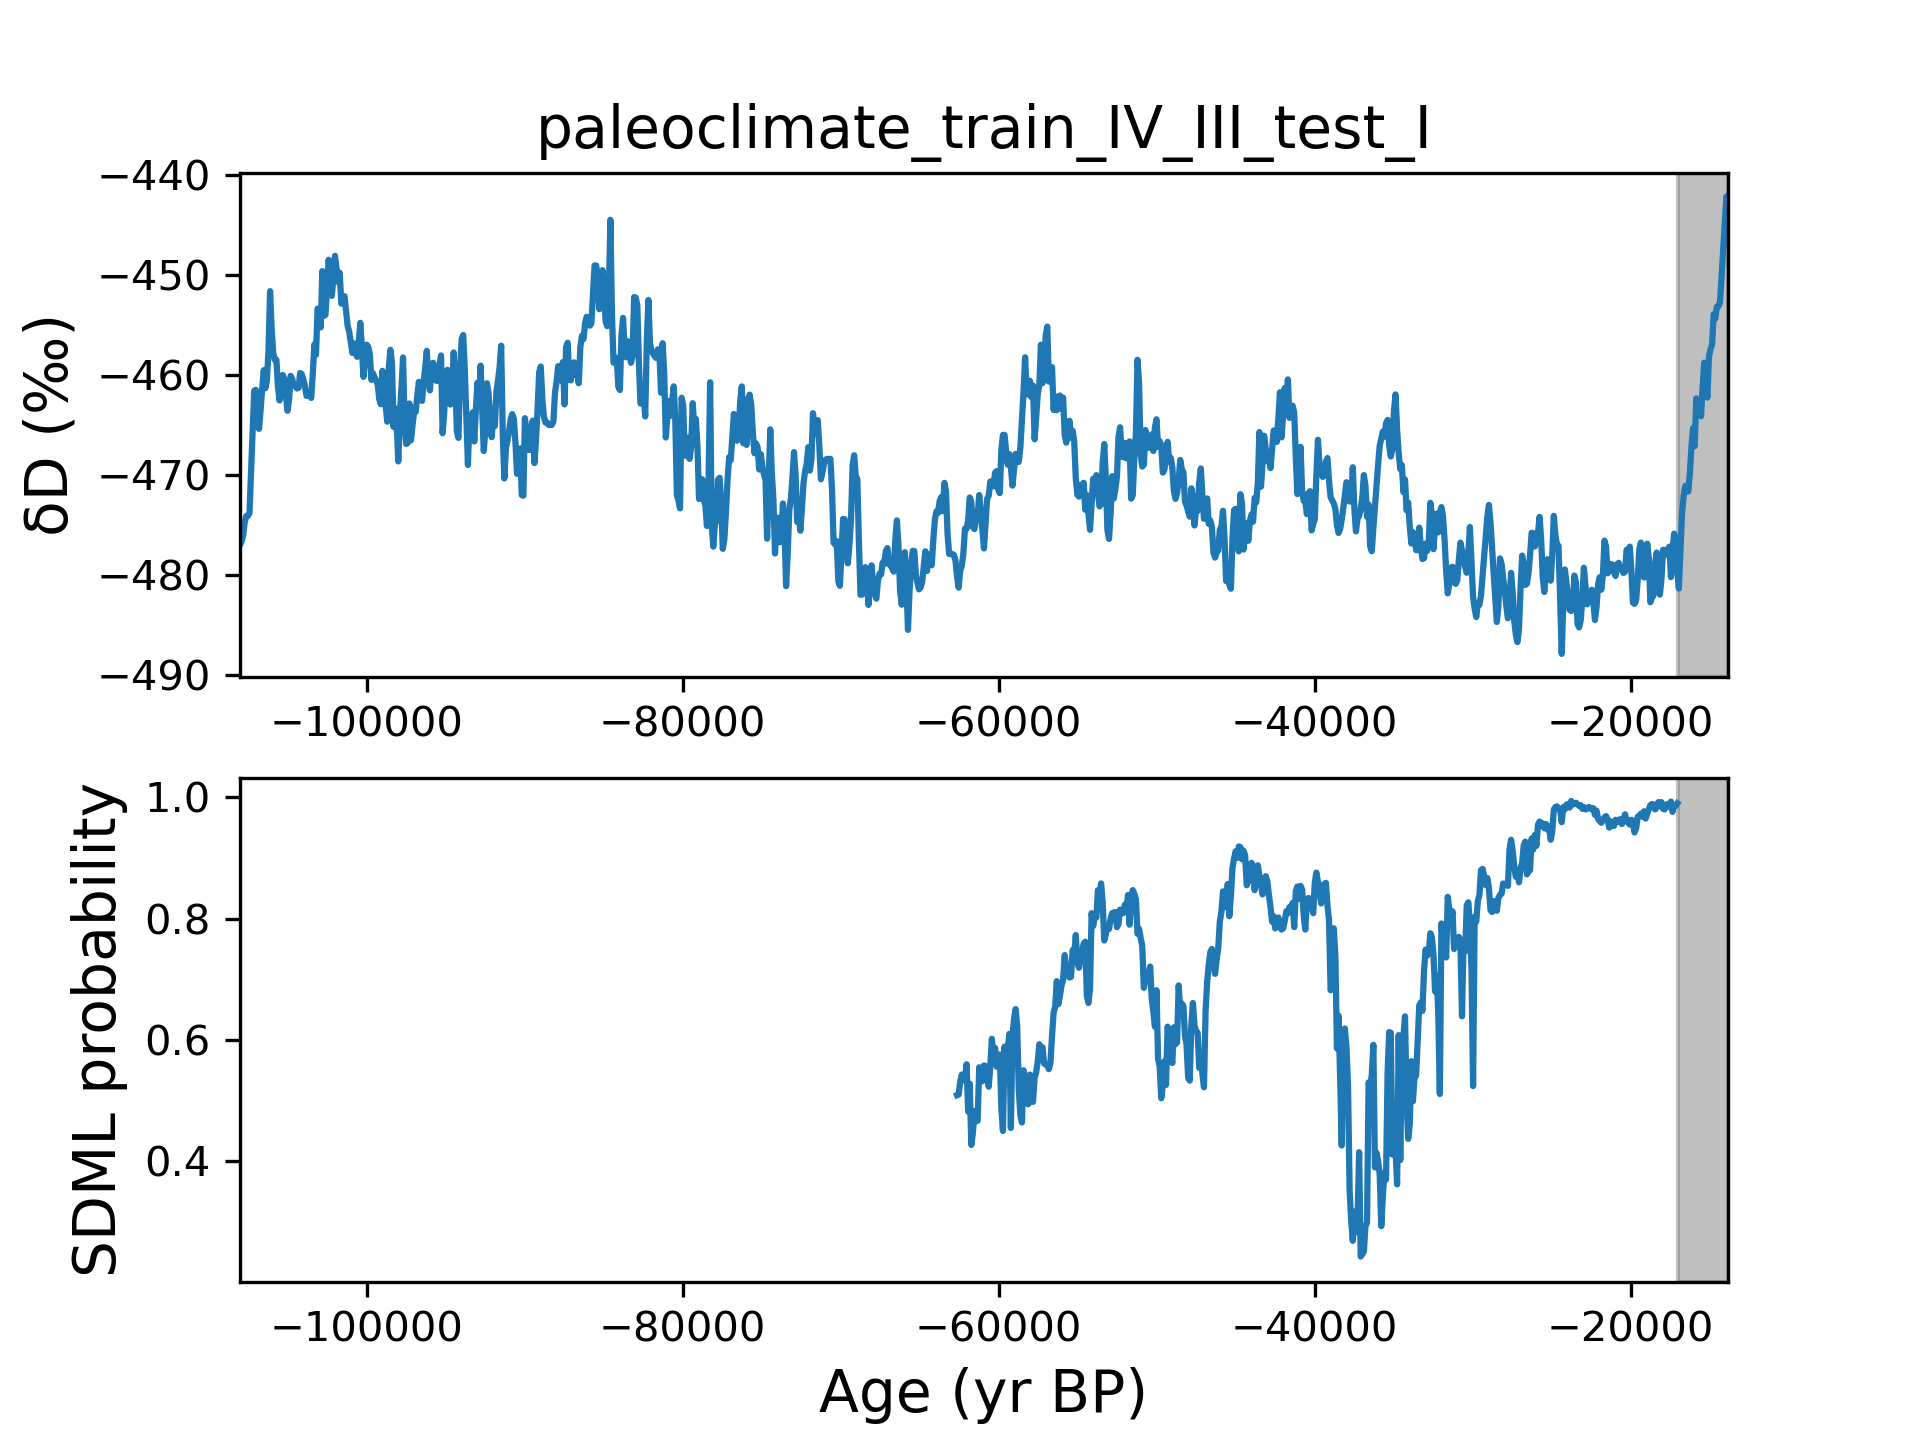 paleoclimate_train_IV_III_test_I
−440
−450
−460
−470
−480
−490
δD (‰)
−100000 −80000 −60000 −40000 −20000
1.0
0.8
0.6
0.4
SDML probability
−100000 −80000 −60000 −40000 −20000
Age (yr BP)